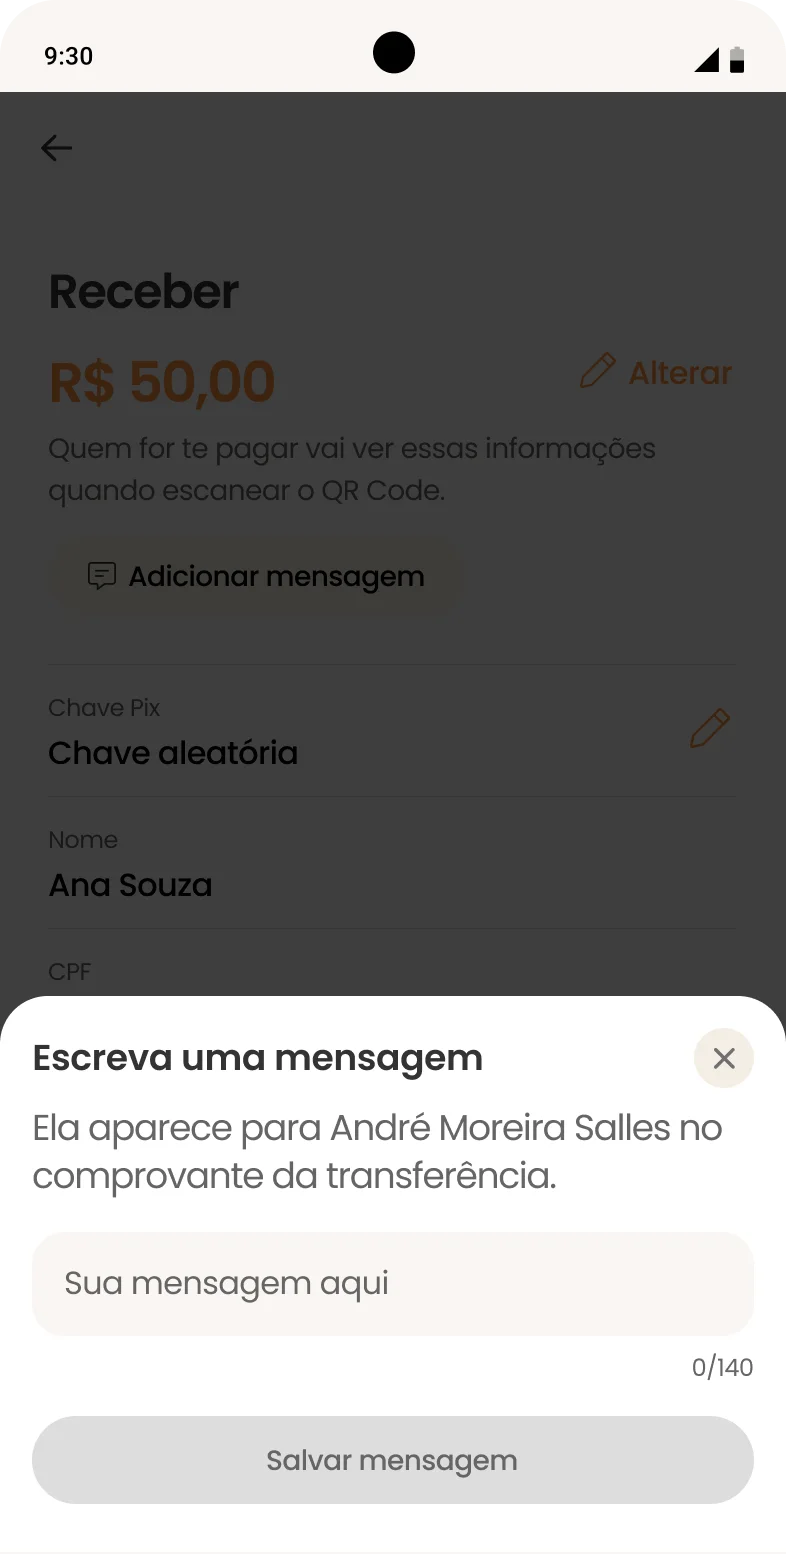 9:30
Receber
R$ 50,00
Alterar
Quem for te pagar vai ver essas informações
quando escanear o QR Code.
Adicionar mensagem
Chave Pix
Chave aleatória
Nome
Ana Souza
CPF
Escreva uma mensagem
Ela aparece para André Moreira Salles no
comprovante da transferência.
Sua mensagem aqui
0/140
Salvar mensagem